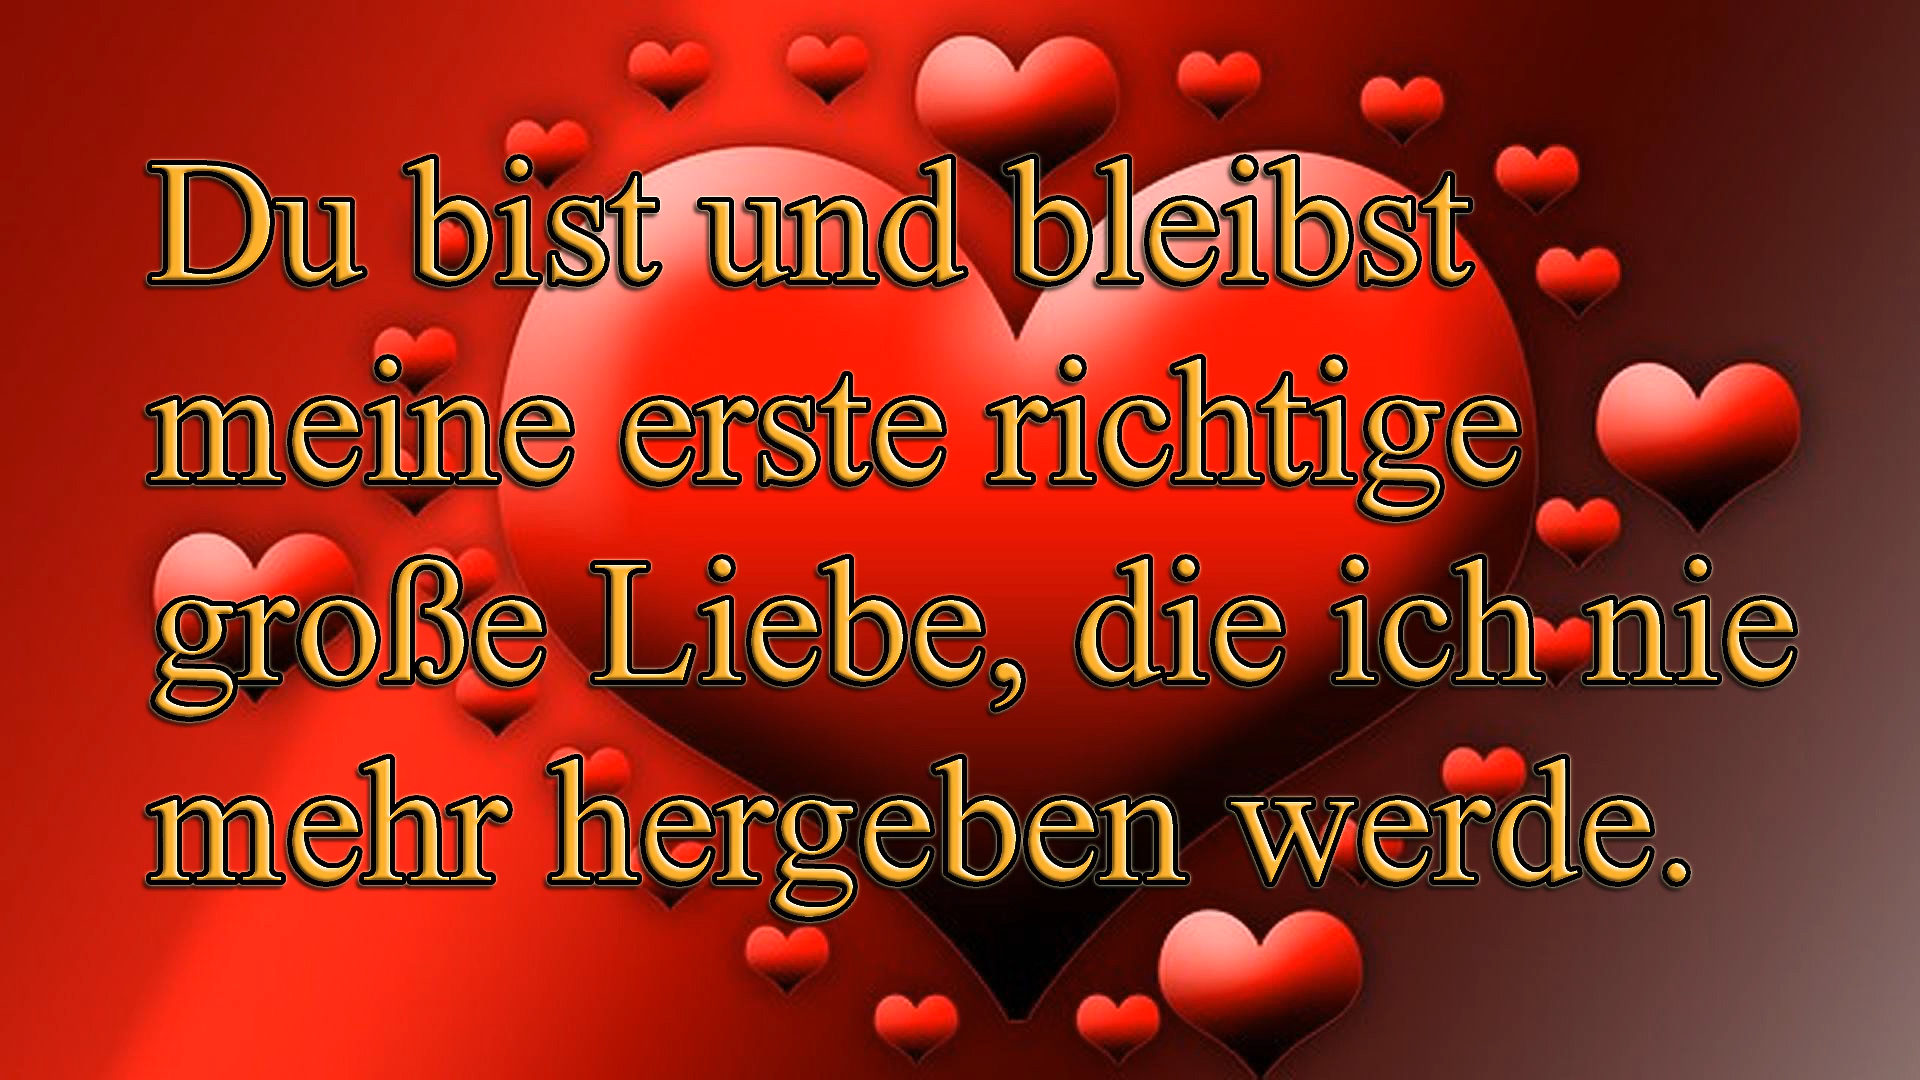 Du bist und bleibst
meine erste richtige
große Liebe, die ich nie
mehr hergeben werde.